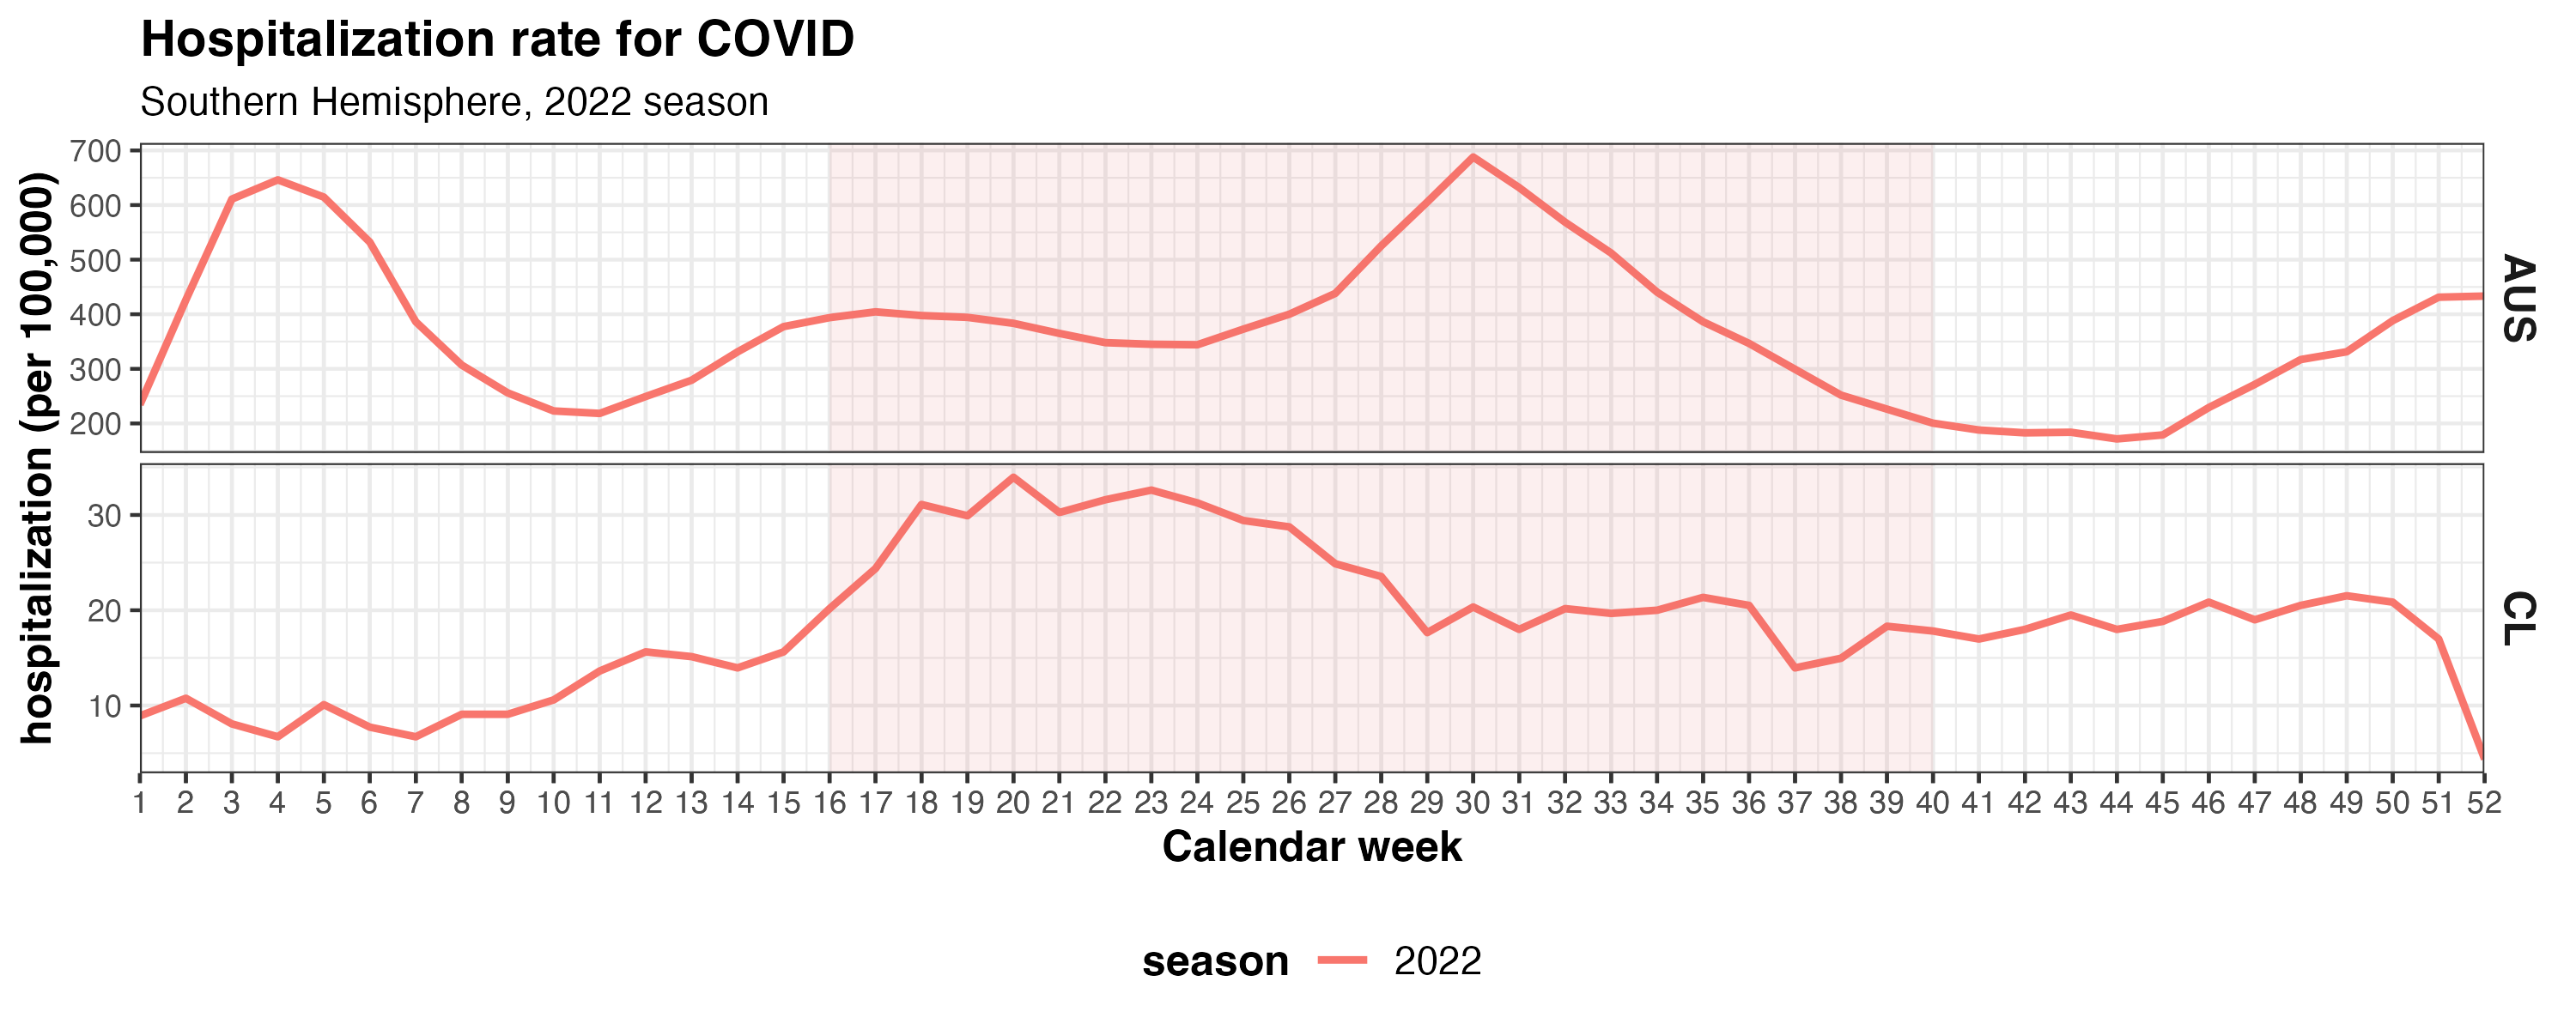 Hospitalization rate for COVID
Southern Hemisphere, 2022 season
hospitalization (per 100,000)
700
600
500
400
300
200
AUS
30
20
10
CL
1 2 3 4 5 6 7 8 9 10 11 12 13 14 15 16 17 18 19 20 21 22 23 24 25 26 27 28 29 30 31 32 33 34 35 36 37 38 39 40 41 42 43 44 45 46 47 48 49 50 51 52
Calendar week
season 2022